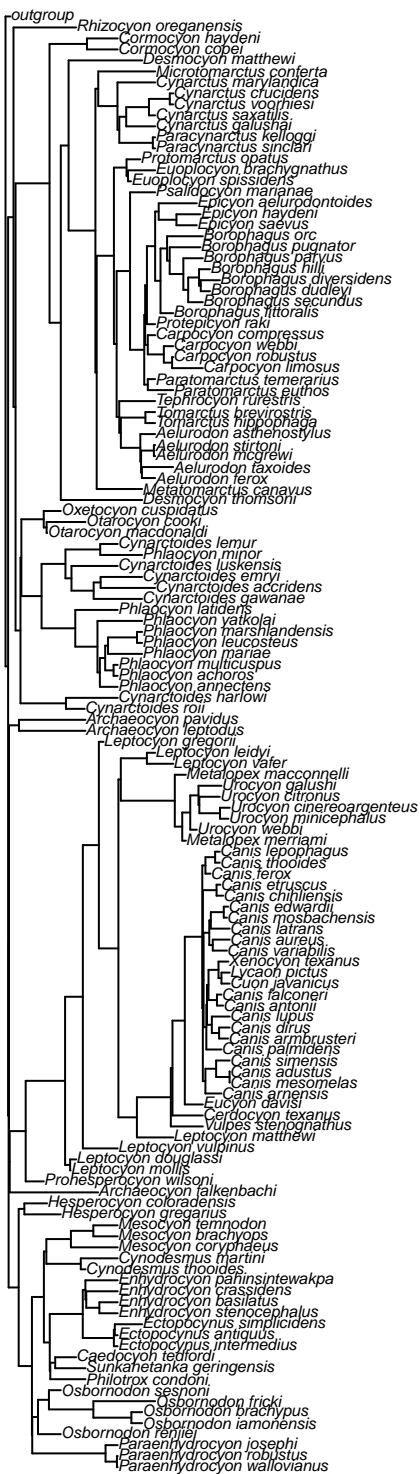 outgroup
Rhizocyon oreganensis
Cormocyon haydeni
Cormocyon copei
Desmocyon matthewi
Microtomarctus conferta
Cynarctus marylandica
Cynarctus crucidens
Cynarctus voorhiesi
Cynarctus saxatilis
Cynarctus galushai
Paracynarctus kelloggi
Paracynarctus sinclari
Protomarctus opatus
Euoplocyon brachygnathus
Euoplocyon spissidens
Psalidocyon marianae
Epicyon aelurodontoides
Epicyon haydeni
Epicyon saevus
Borophagus orc
Borophagus pugnator
Borophagus parvus
Borophagus hilli
Borophagus diversidens
Borophagus dudleyi
Borophagus secundus
Borophagus littoralis
Protepicyon raki
Carpocyon compressus
Carpocyon webbi
Carpocyon robustus
Carpocyon limosus
Paratomarctus temerarius
Paratomarctus euthos
Tephrocyon rurestris
Tomarctus brevirostris
Tomarctus hippophaga
Aelurodon asthenostylus
Aelurodon stirtoni
Aelurodon mcgrewi
Aelurodon taxoides
Aelurodon ferox
Metatomarctus canavus
Desmocyon thomsoni
Oxetocyon cuspidatus
Otarocyon cooki
Otarocyon macdonaldi
Cynarctoides lemur
Phlaocyon minor
Cynarctoides luskensis
Cynarctoides emryi
Cynarctoides accridens
Cynarctoides gawanae
Phlaocyon latidens
Phlaocyon yatkolai
Phlaocyon marshlandensis
Phlaocyon leucosteus
Phlaocyon mariae
Phlaocyon multicuspus
Phlaocyon achoros
Phlaocyon annectens
Cynarctoides harlowi
Cynarctoides roii
Archaeocyon pavidus
Archaeocyon leptodus
Leptocyon gregorii
Leptocyon leidyi
Leptocyon vafer
Metalopex macconnelli
Urocyon galushi
Urocyon citronus
Urocyon cinereoargenteus
Urocyon minicephalus
Urocyon webbi
Metalopex merriami
Canis lepophagus
Canis thooides
Canis ferox
Canis etruscus
Canis chihliensis
Canis edwardii
Canis mosbachensis
Canis latrans
Canis aureus
Canis variabilis
Xenocyon texanus
Lycaon pictus
Cuon javanicus
Canis falconeri
Canis antonii
Canis lupus
Canis dirus
Canis armbrusteri
Canis palmidens
Canis simensis
Canis adustus
Canis mesomelas
Canis arnensis
Eucyon davisi
Cerdocyon texanus
Vulpes stenognathus
Leptocyon matthewi
Leptocyon vulpinus
Leptocyon douglassi
Leptocyon mollis
Prohesperocyon wilsoni
Archaeocyon falkenbachi
Hesperocyon coloradensis
Hesperocyon gregarius
Mesocyon temnodon
Mesocyon brachyops
Mesocyon coryphaeus
Cynodesmus martini
Cynodesmus thooides
Enhydrocyon pahinsintewakpa
Enhydrocyon crassidens
Enhydrocyon basilatus
Enhydrocyon stenocephalus
Ectopocynus simplicidens
Ectopocynus antiquus
Ectopocynus intermedius
Caedocyon tedfordi
Sunkahetanka geringensis
Philotrox condoni
Osbornodon sesnoni
Osbornodon fricki
Osbornodon brachypus
Osbornodon iamonensis
Osbornodon renjiei
Paraenhydrocyon josephi
Paraenhydrocyon robustus
Paraenhydrocyon wallovianus